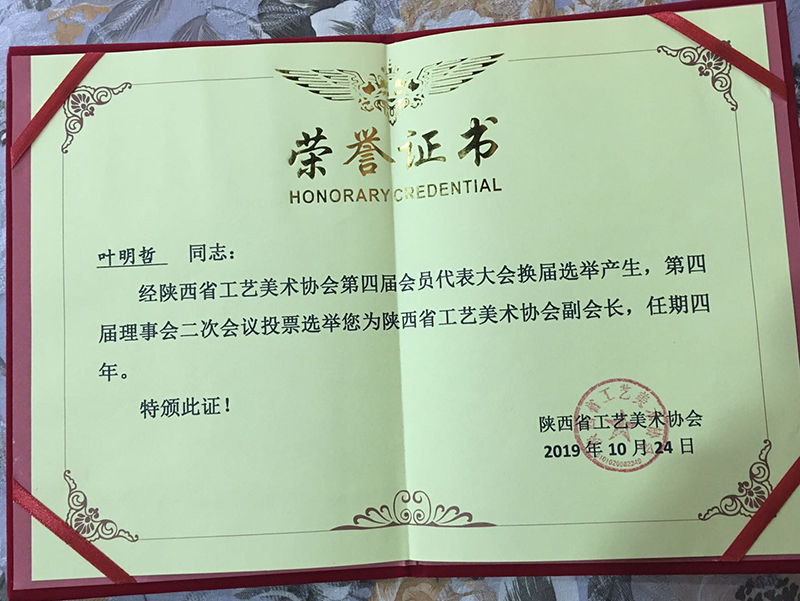 荣誉证书
HONORARY CREDENTIAL
叶明哲 同志：
经陕西省工艺美术协会第四届会员代表大会换届选举产生，第四
届理事会二次会议投票选举您为陕西省工艺美术协会副会长，任期四
年。
特颁此证！
陕西省工艺美术协会
2019 年 10 月 24 日